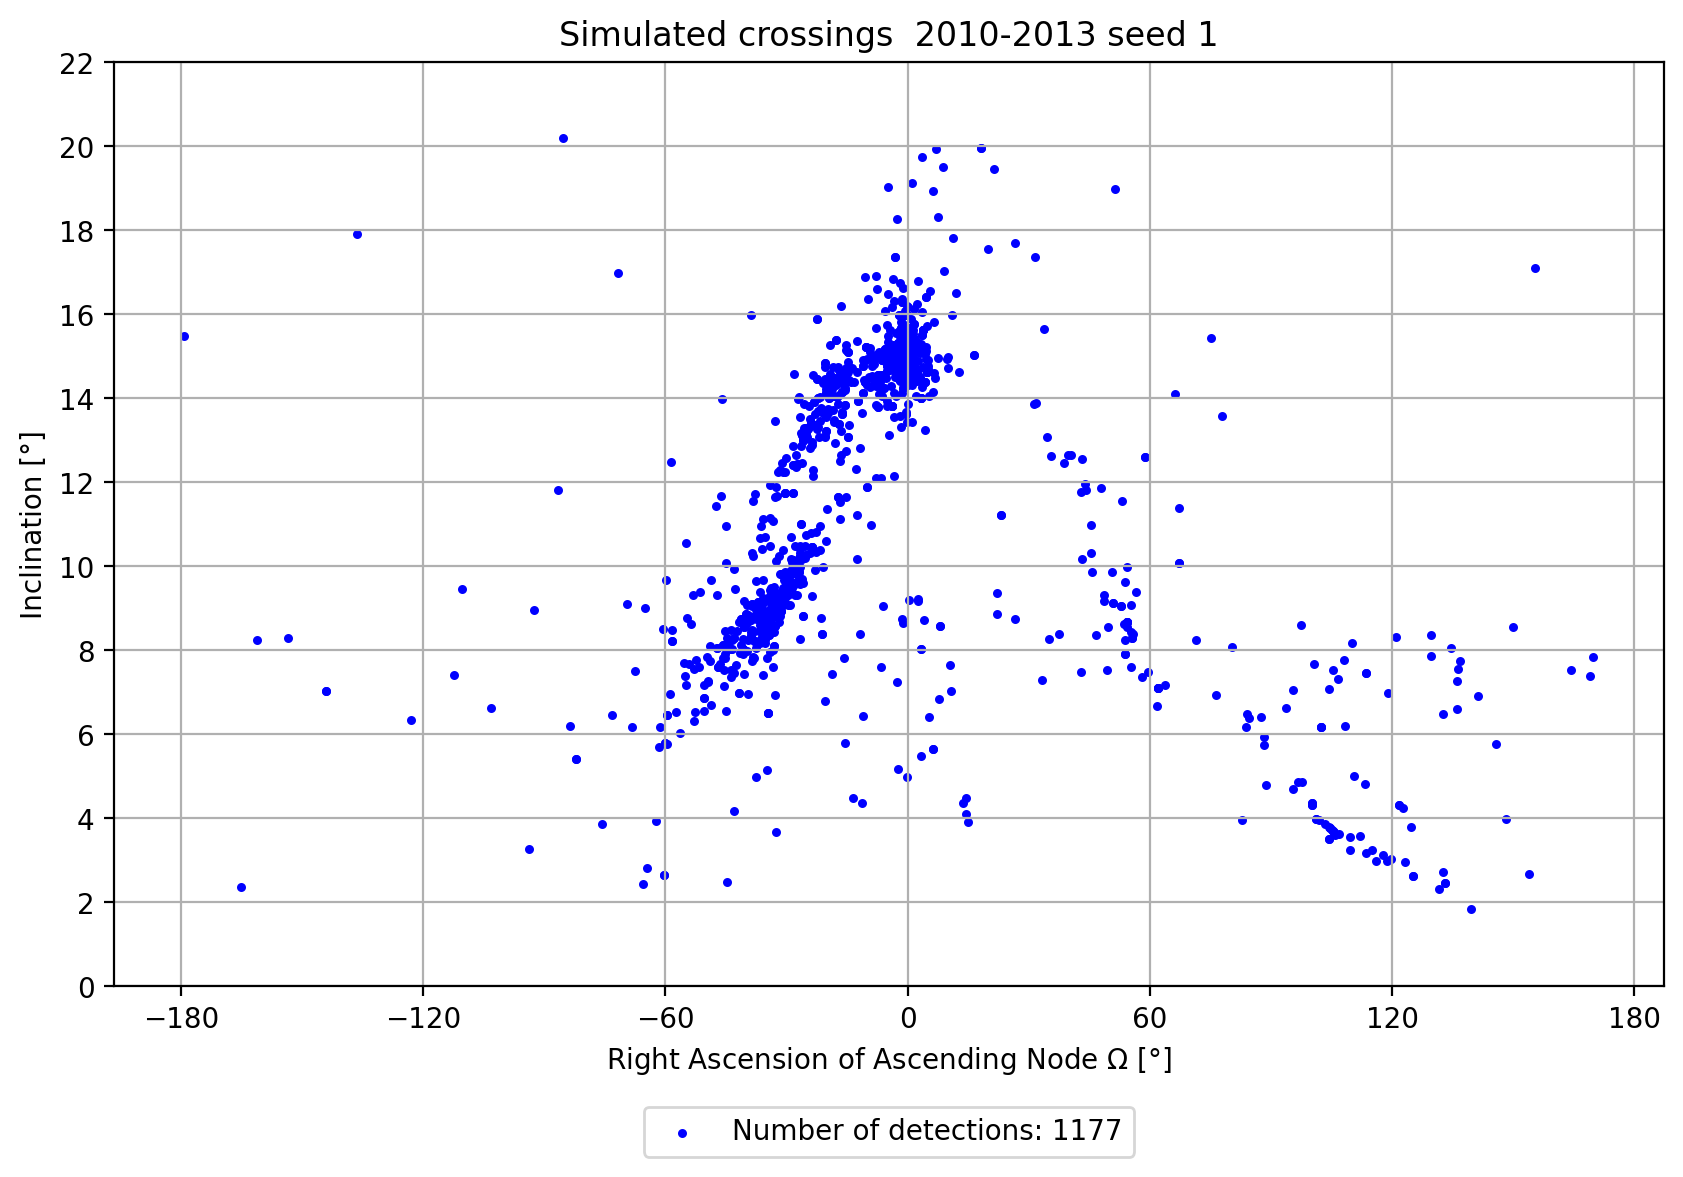 Simulated crossings  2010-2013 seed 1
22
20
18
16
14
12
10
8
6
4
2
0
Inclination [°]
−180 −120 −60 0 60 120 180
Right Ascension of Ascending Node Ω [°]
Number of detections: 1177